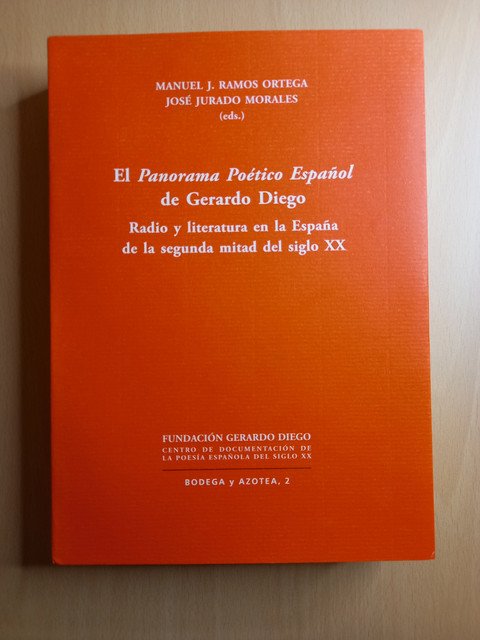 MANUEL J. RAMOS ORTEGA
JOSÉ JURADO MORALES
(eds.)
El Panorama Poético Español
de Gerardo Diego
Radio y literatura en la España
de la segunda mitad del siglo XX
FUNDACIÓN GERARDO DIEGO
CENTRO DE DOCUMENTACIÓN DE
LA POESÍA ESPAÑOLA DEL SIGLO XX
BODEGA y AZOTEA, 2